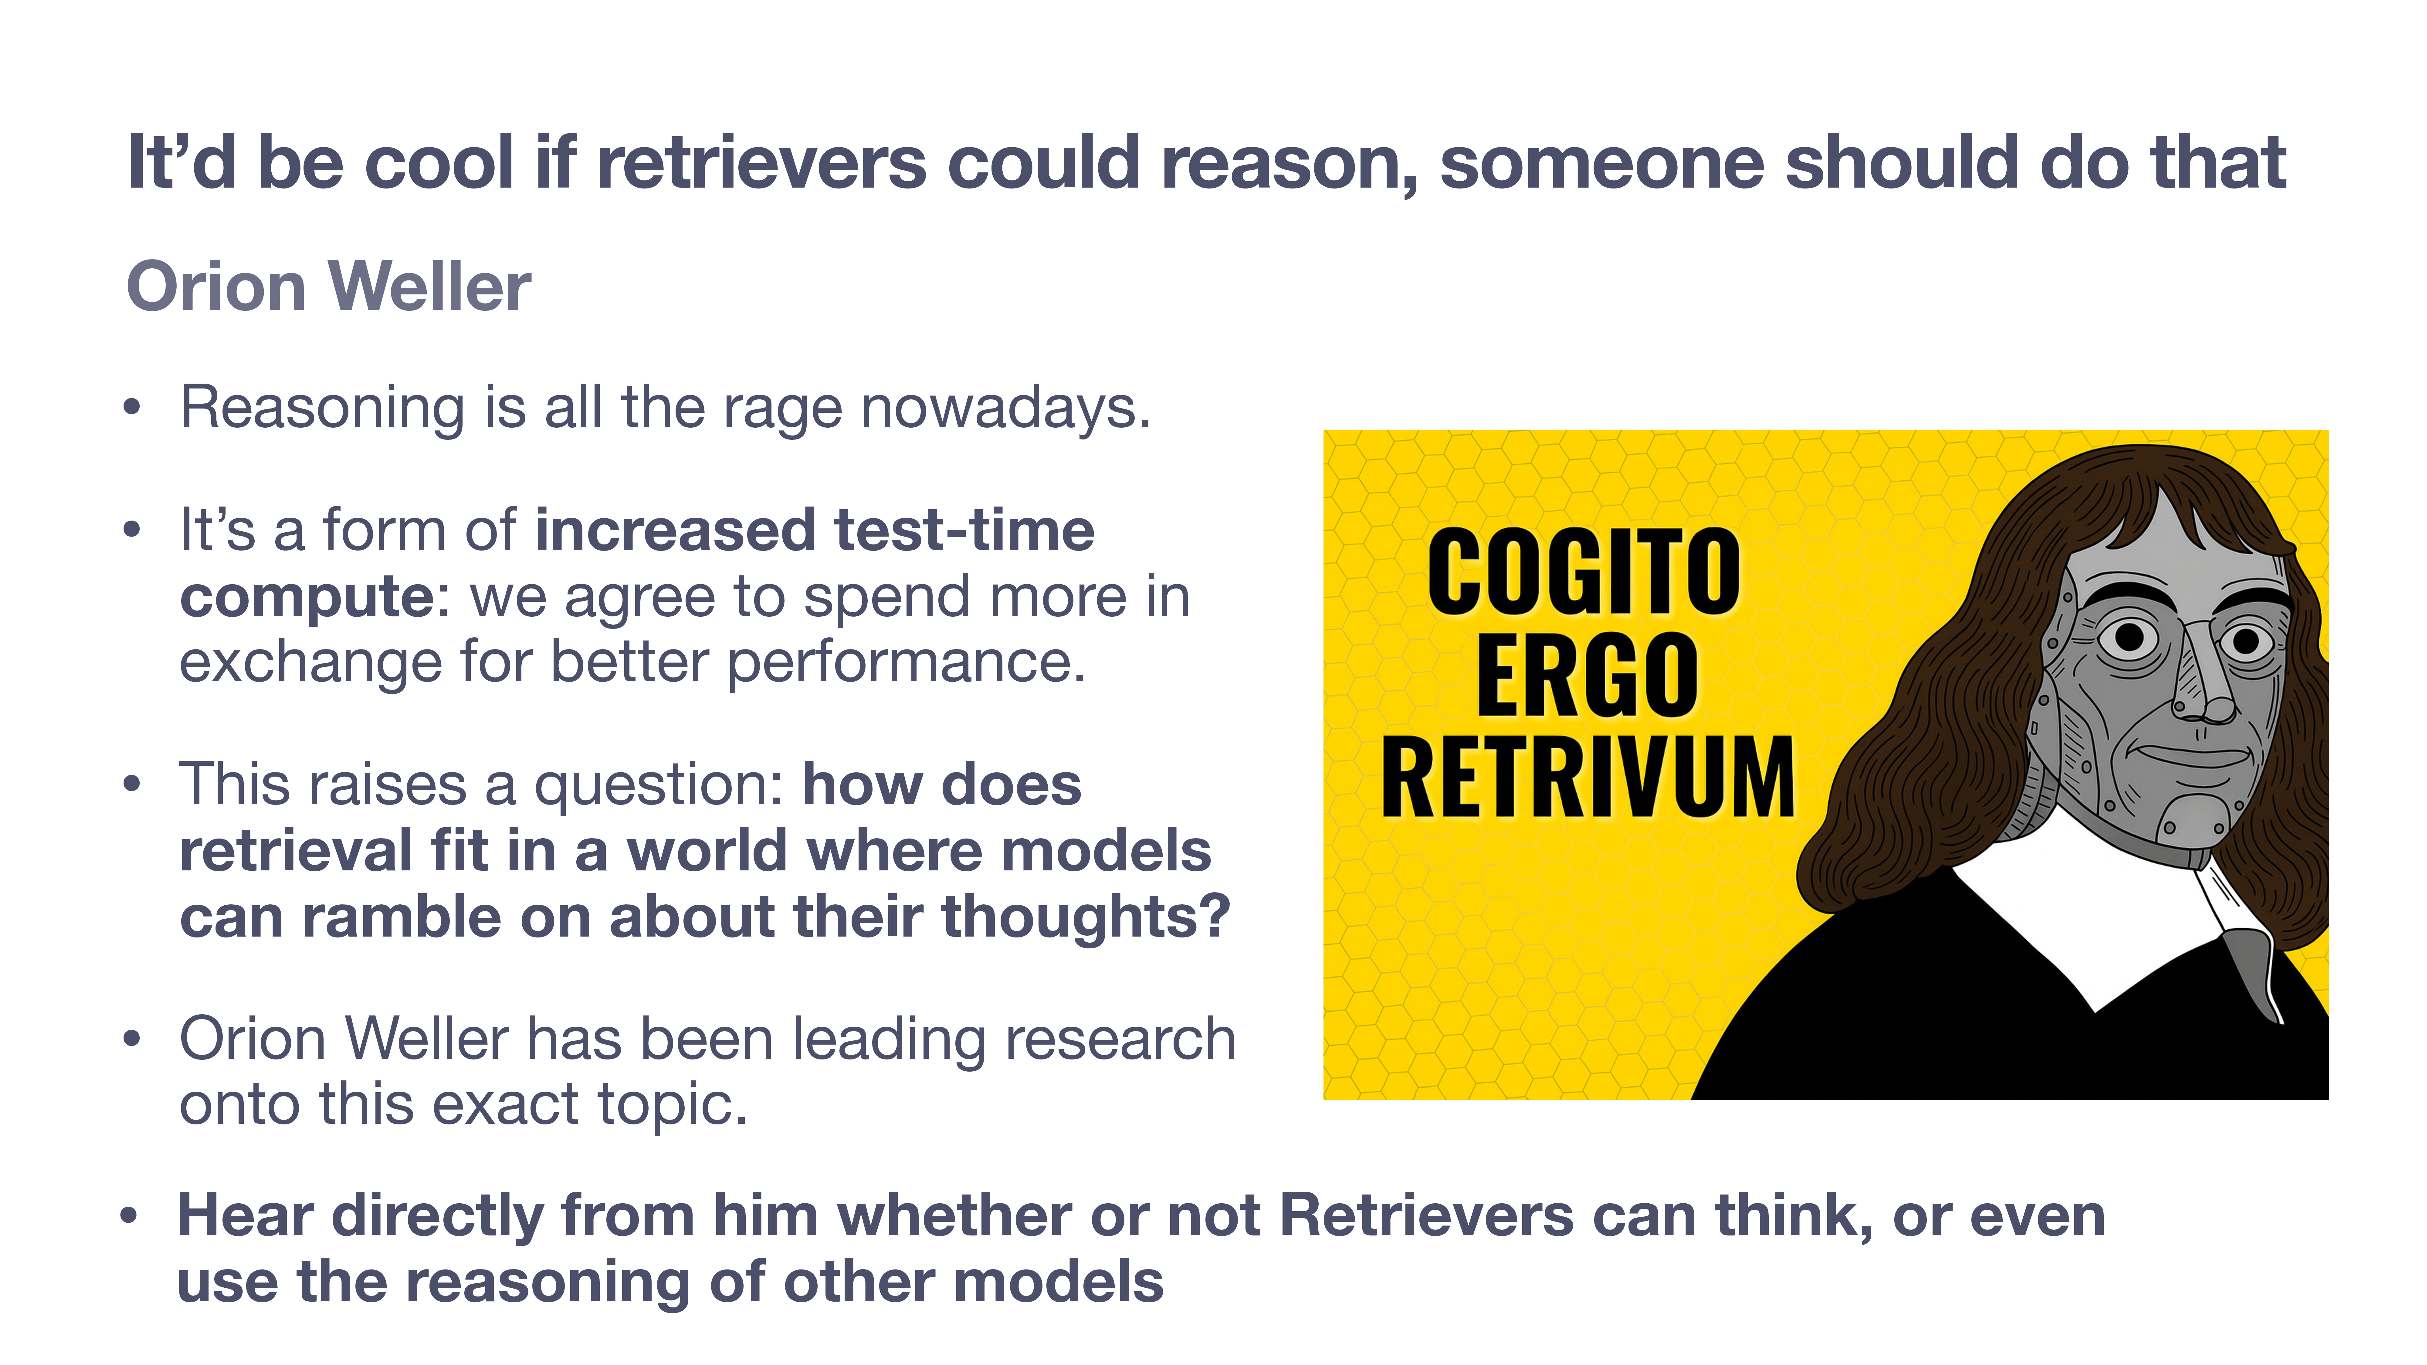 It’d be cool if retrievers could reason, someone should do that
Orion Weller
• Reasoning is all the rage nowadays.
• It’s a form of increased test-time
compute: we agree to spend more in
exchange for better performance.
• This raises a question: how does
retrieval fit in a world where models
can ramble on about their thoughts?
• Orion Weller has been leading research
onto this exact topic.
• Hear directly from him whether or not Retrievers can think, or even
use the reasoning of other models
COGITO
ERGO
RETRIVUM